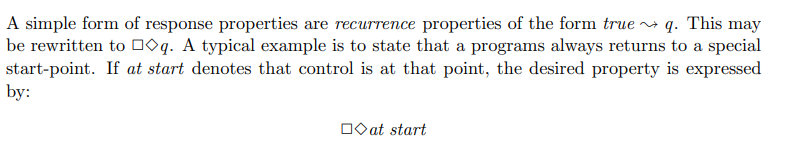 A simple form of response properties are recurrence properties of the form true ⤳ q. This may
be rewritten to □◇q. A typical example is to state that a programs always returns to a special
start-point. If at start denotes that control is at that point, the desired property is expressed
by:
□◇at start